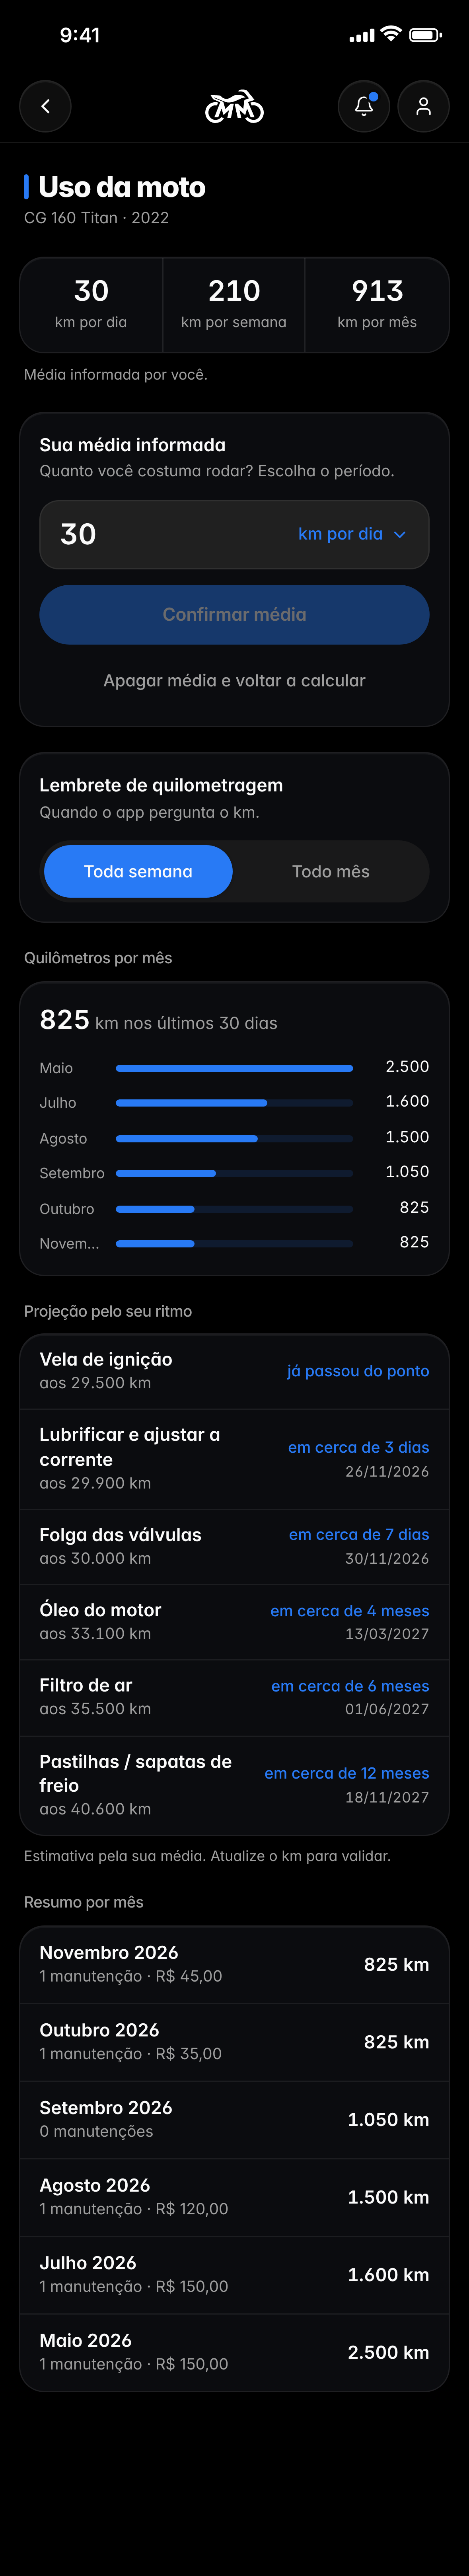 9:41
MM
Uso da moto
CG 160 Titan · 2022
30
km por dia
210
km por semana
913
km por mês
Média informada por você.
Sua média informada
Quanto você costuma rodar? Escolha o período.
30
km por dia
Confirmar média
Apagar média e voltar a calcular
Lembrete de quilometragem
Quando o app pergunta o km.
Toda semana
Todo mês
Quilômetros por mês
825 km nos últimos 30 dias
Maio 2.500
Julho 1.600
Agosto 1.500
Setembro 1.050
Outubro 825
Novem... 825
Projeção pelo seu ritmo
Vela de ignição
aos 29.500 km
já passou do ponto
Lubrificar e ajustar a
corrente
aos 29.900 km
em cerca de 3 dias
26/11/2026
Folga das válvulas
aos 30.000 km
em cerca de 7 dias
30/11/2026
Óleo do motor
aos 33.100 km
em cerca de 4 meses
13/03/2027
Filtro de ar
aos 35.500 km
em cerca de 6 meses
01/06/2027
Pastilhas / sapatas de
freio
aos 40.600 km
em cerca de 12 meses
18/11/2027
Estimativa pela sua média. Atualize o km para validar.
Resumo por mês
Novembro 2026
1 manutenção · R$ 45,00
825 km
Outubro 2026
1 manutenção · R$ 35,00
825 km
Setembro 2026
0 manutenções
1.050 km
Agosto 2026
1 manutenção · R$ 120,00
1.500 km
Julho 2026
1 manutenção · R$ 150,00
1.600 km
Maio 2026
1 manutenção · R$ 150,00
2.500 km